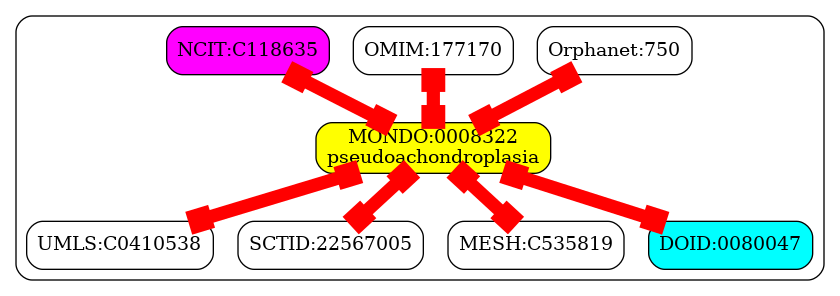 NCIT:C118635
OMIM:177170
Orphanet:750
MONDO:0008322
pseudoachondroplasia
UMLS:C0410538
SCTID:22567005
MESH:C535819
DOID:0080047